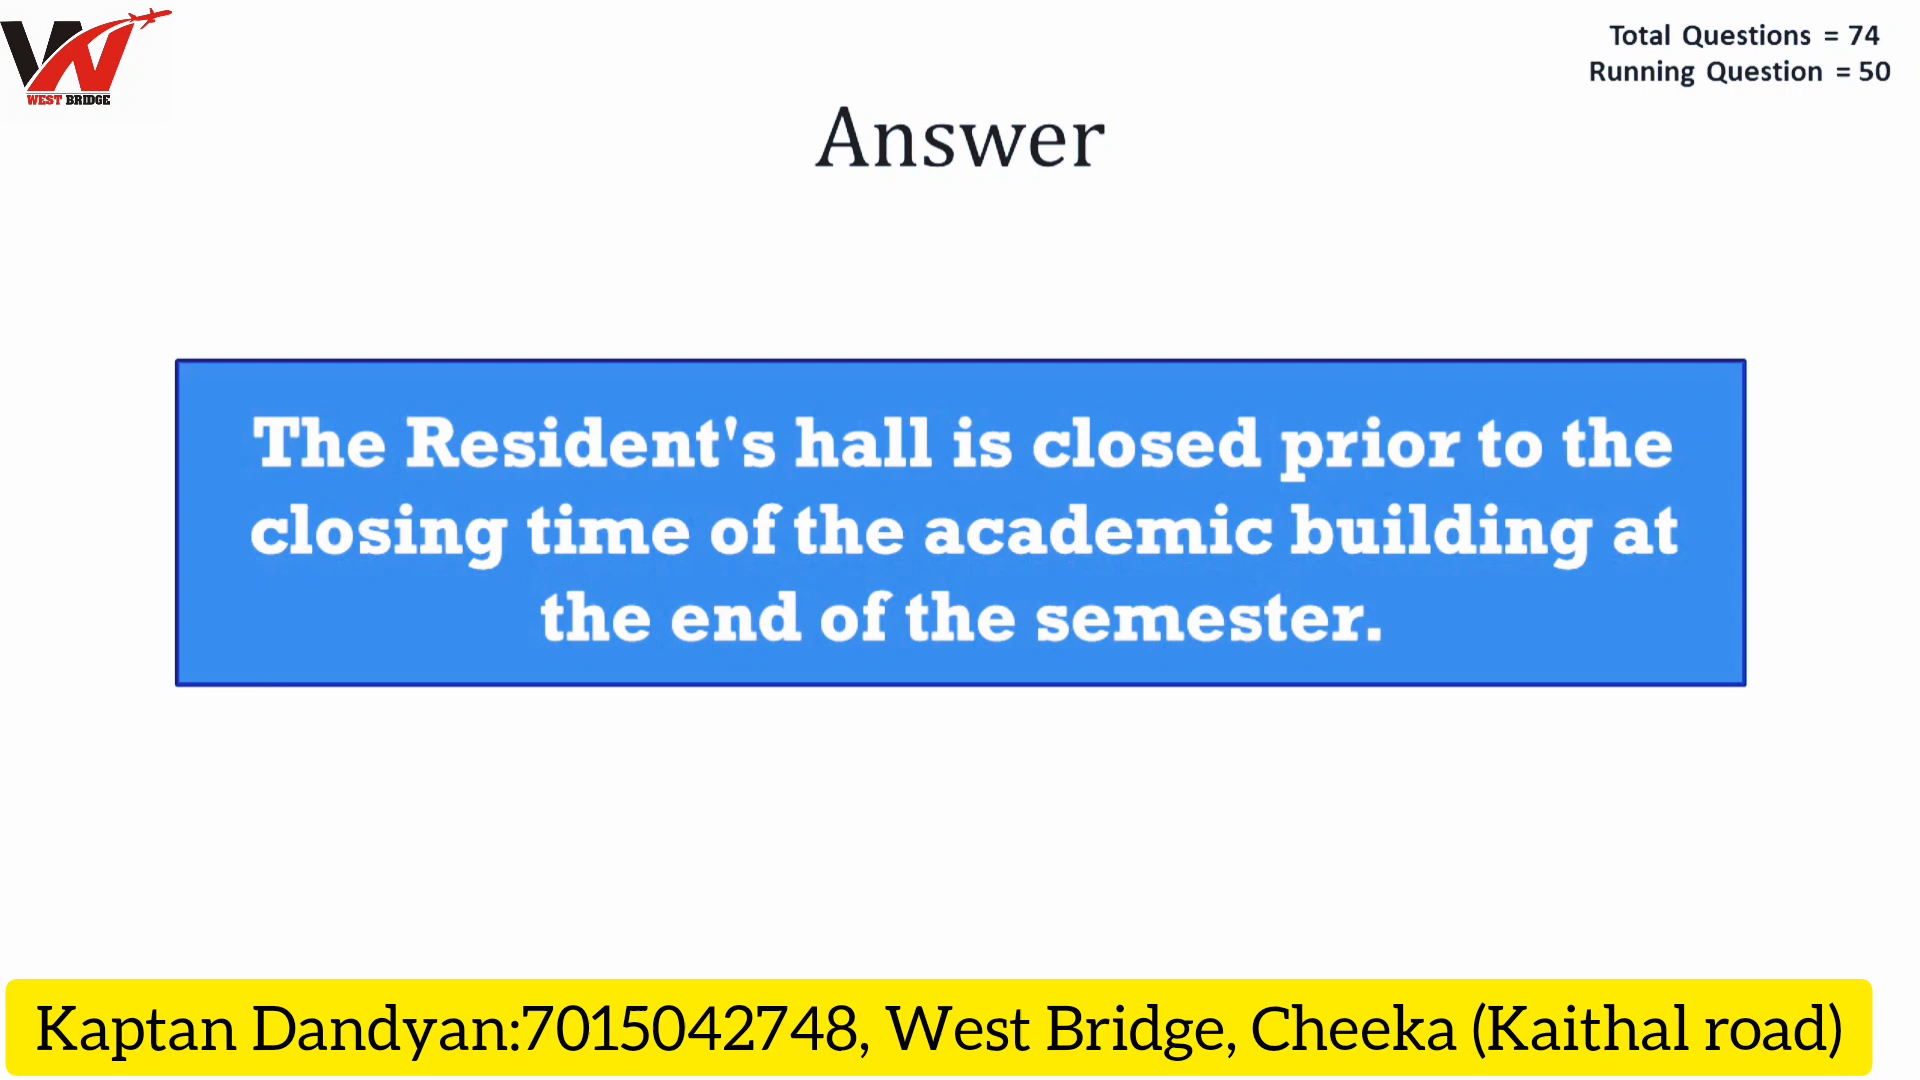 WEST BRIDGE
Total Questions = 74
Running Question = 50
Answer
The Resident's hall is closed prior to the
closing time of the academic building at
the end of the semester.
Kaptan Dandyan:7015042748, West Bridge, Cheeka (Kaithal road)